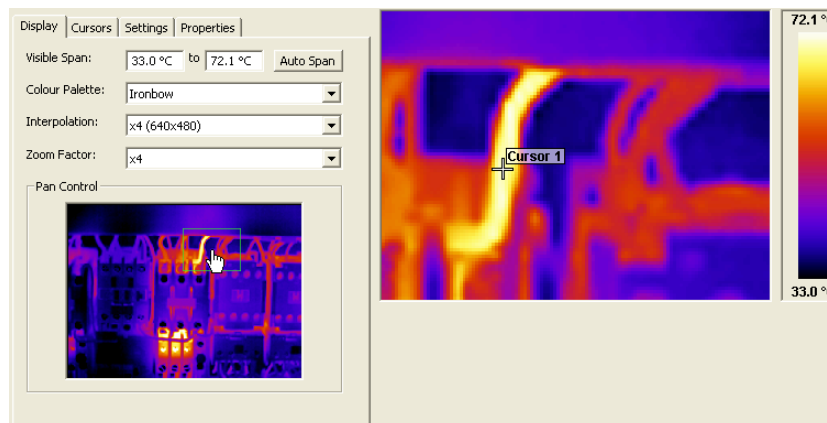 Display Cursors Settings Properties
Visible Span: 33.0 °C to 72.1 °C Auto Span
Colour Palette: Ironbow
Interpolation: x4 (640x480)
Zoom Factor: x4
Pan Control
72.1 °
Cursor 1
33.0 °